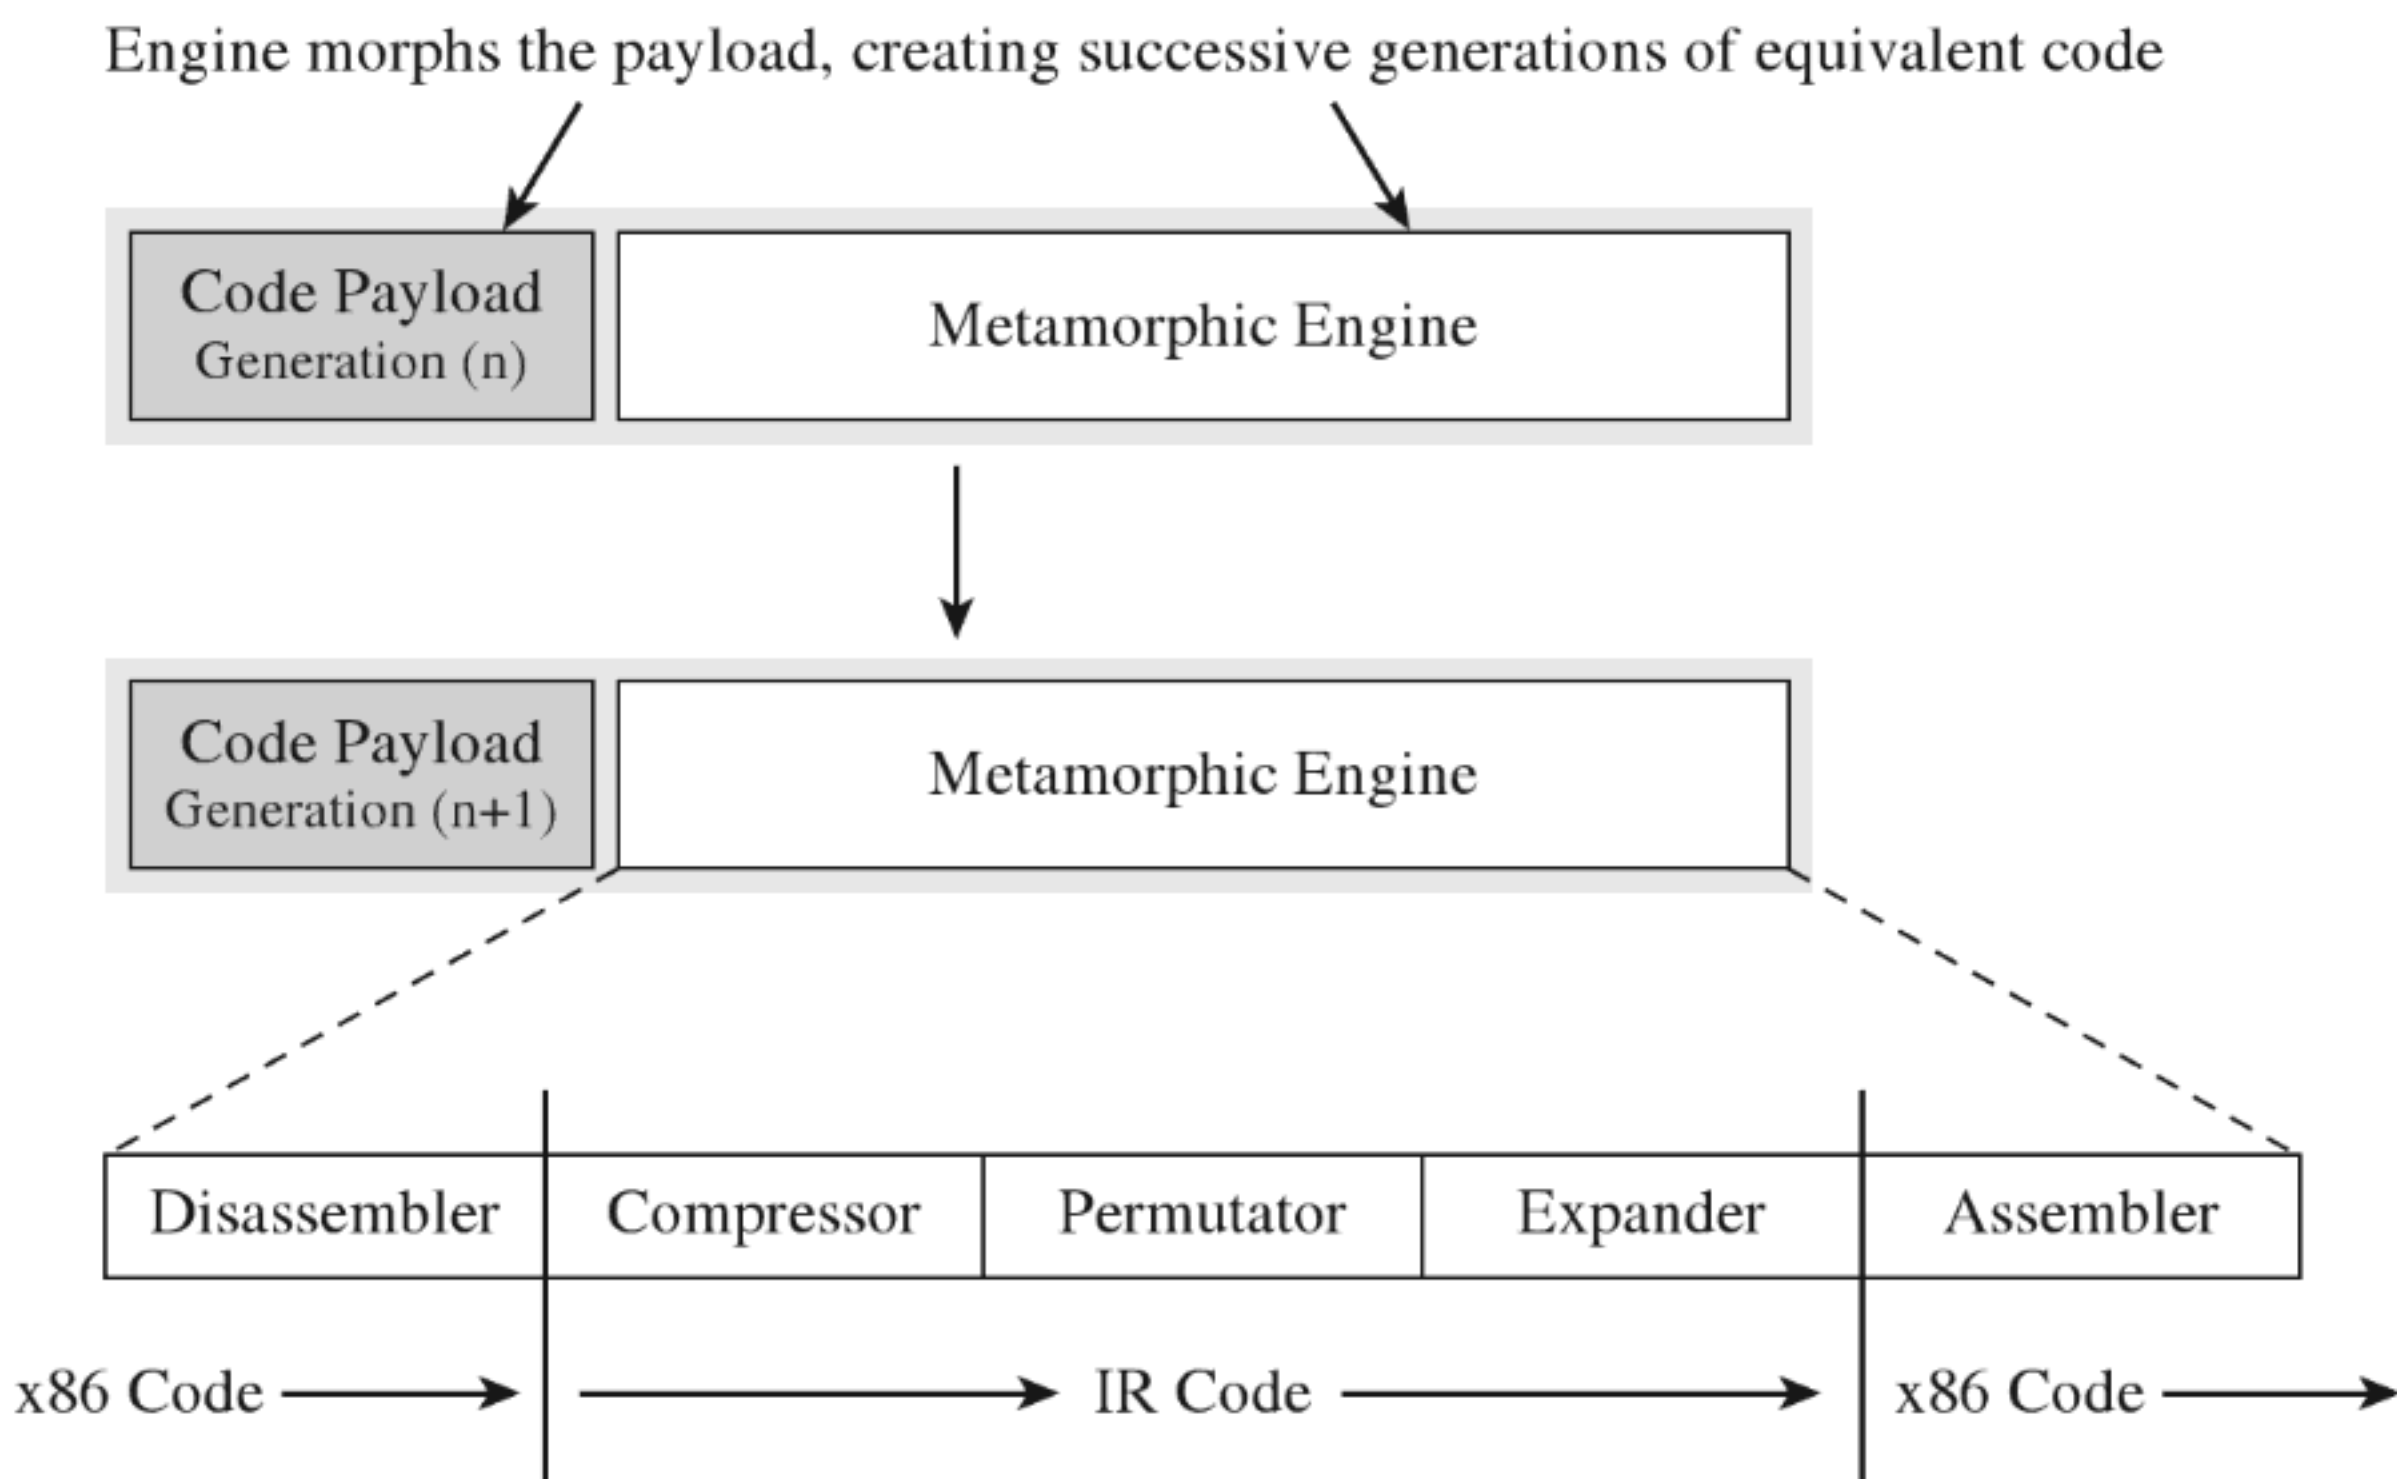 Engine morphs the payload, creating successive generations of equivalent code
Code Payload
Generation (n)
Metamorphic Engine
Code Payload
Generation (n+1)
Metamorphic Engine
Disassembler
Compressor
Permutator
Expander
Assembler
x86 Code
IR Code
x86 Code